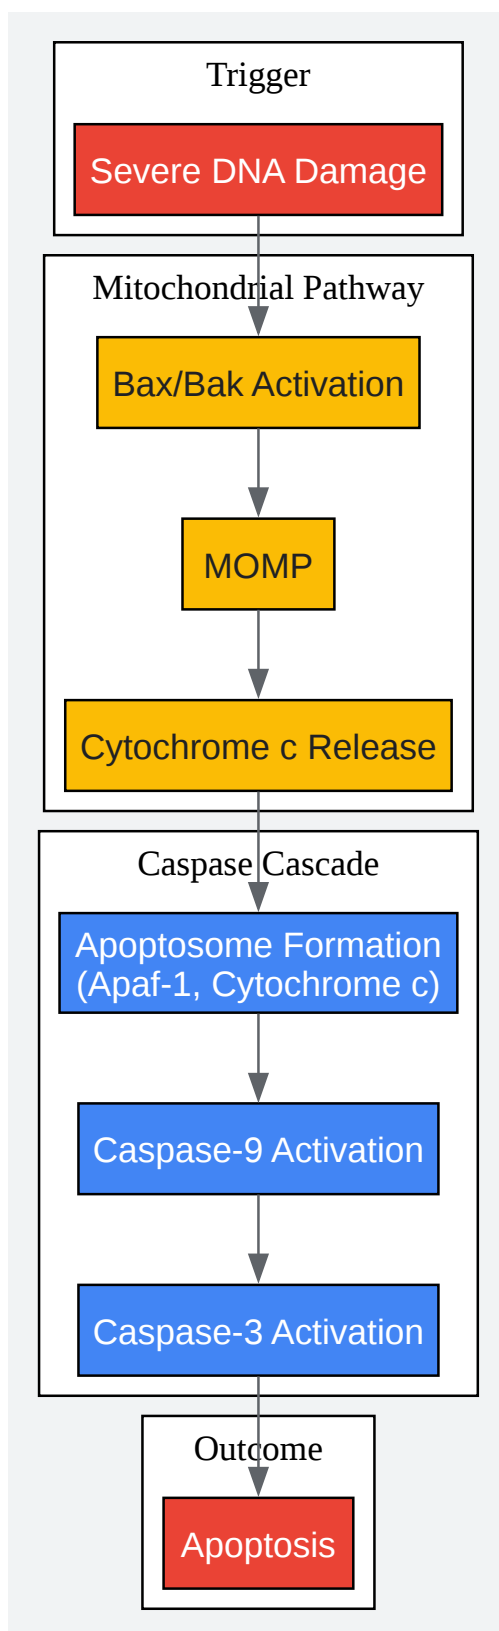 Trigger
Severe DNA Damage
Mitochondrial Pathway
Bax/Bak Activation
MOMP
Cytochrome c Release
Caspase Cascade
Apoptosome Formation
(Apaf-1, Cytochrome c)
Caspase-9 Activation
Caspase-3 Activation
Outcome
Apoptosis